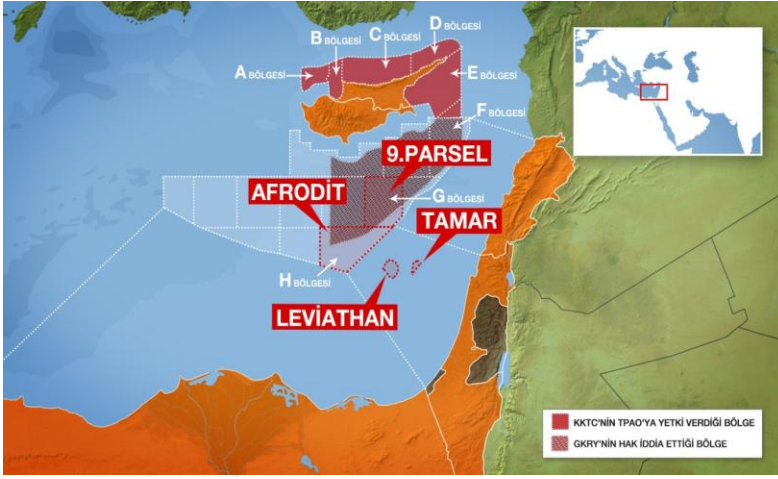 D BÖLGESİ
C BÖLGESİ
B BÖLGESİ
A BÖLGESİ
E BÖLGESİ
F BÖLGESİ
9.PARSEL
AFRODİT
G BÖLGESİ
TAMAR
H BÖLGESİ
LEVİATHAN
KKTC'NİN TPAO'YA YETKİ VERDİĞİ BÖLGE
GKRY'NİN HAK İDDİA ETTİĞİ BÖLGE